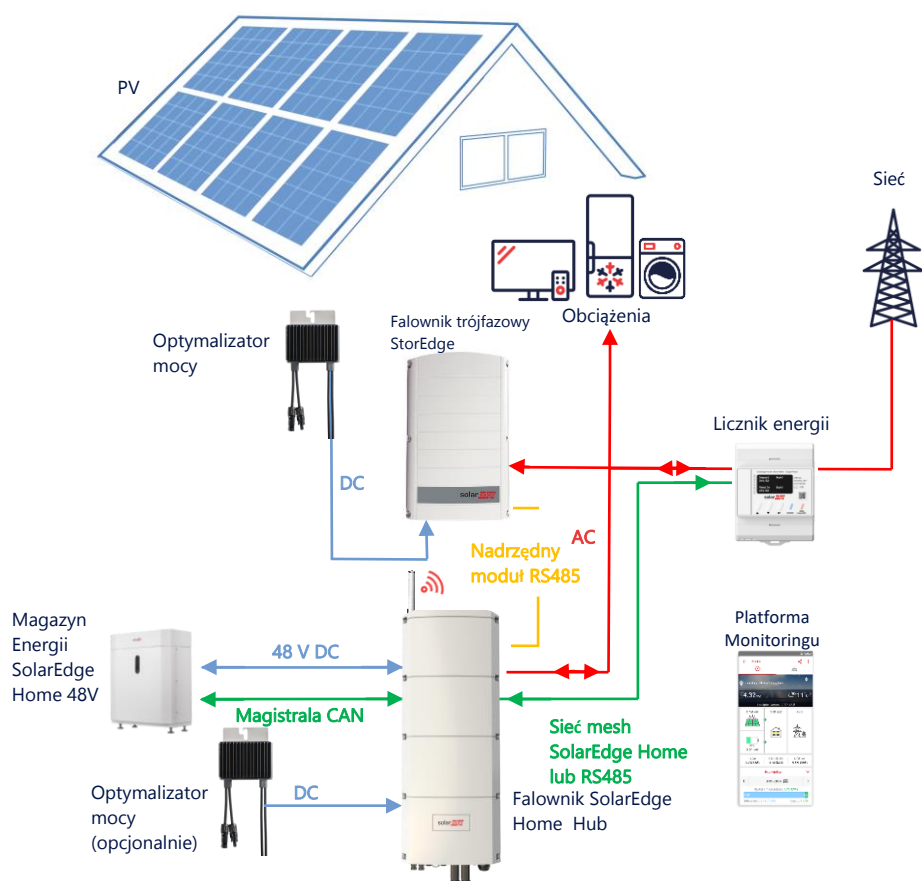 PV
Sieć
Obciążenia
Falownik trójfazowy
StorEdge
Optymalizator
mocy
Licznik energii
DC
solaredge
AC
Nadrzędny
moduł RS485
Magazyn
Energii
SolarEdge
Home 48V
48 V DC
Magistrala CAN
Platforma
Monitoringu
Sieć mesh
SolarEdge Home
lub RS485
Optymalizator
mocy
(opcjonalnie)
DC
Falownik SolarEdge
Home Hub
solaredge